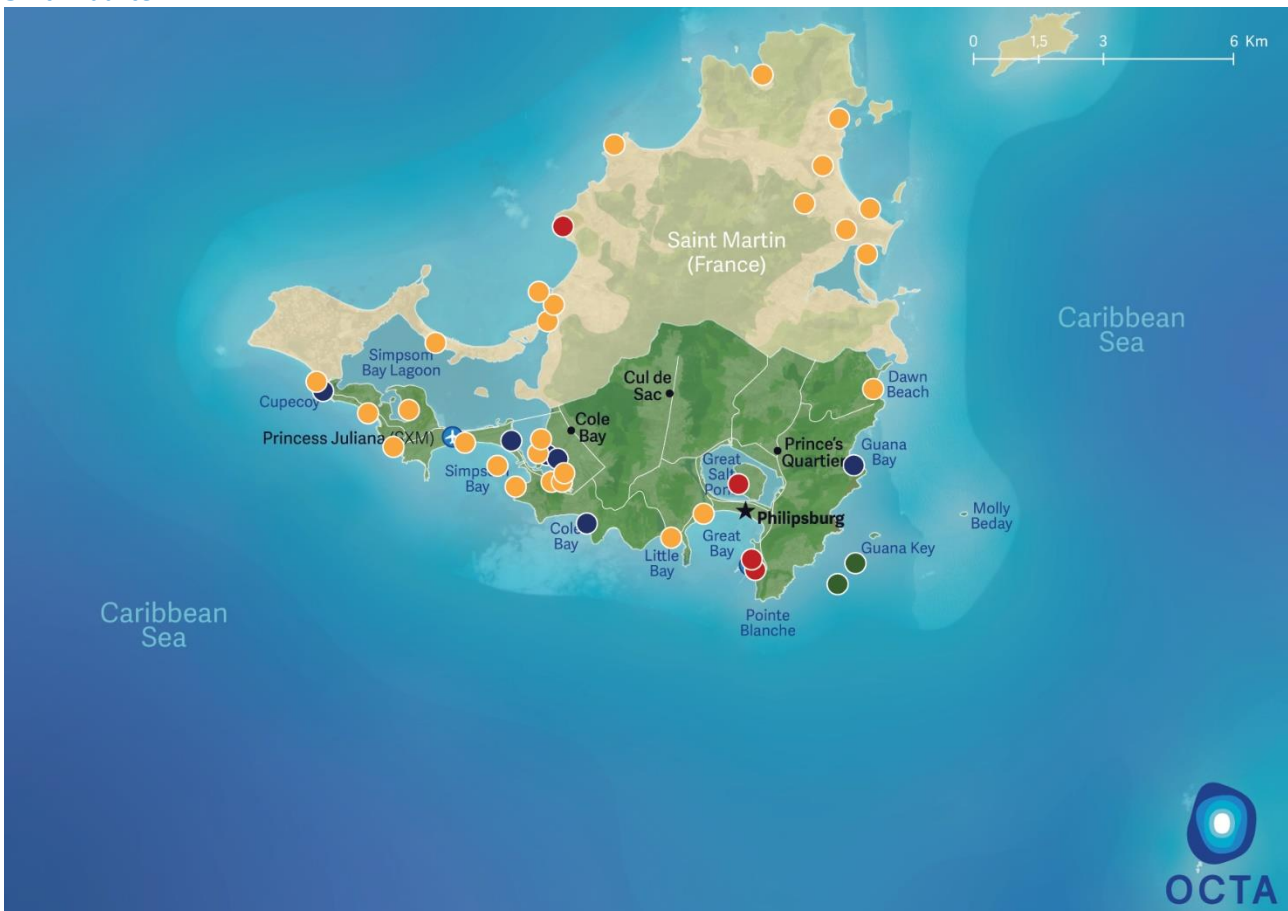 0 1,5 3 6 Km
Saint Martin
(France)
Caribbean
Sea
Simpsom
Bay Lagoon
Cul de
Sac
Dawn
Beach
Cupecoy
Cole
Bay
Princess Juliana (SXM)
Prince's
Quartier
Guana
Bay
Great
Salt
Pond
Simpson
Bay
Molly
Beday
Philipsburg
Cole
Bay
Great
Bay
Little
Bay
Guana Key
Caribbean
Sea
Pointe
Blanche
OCTA